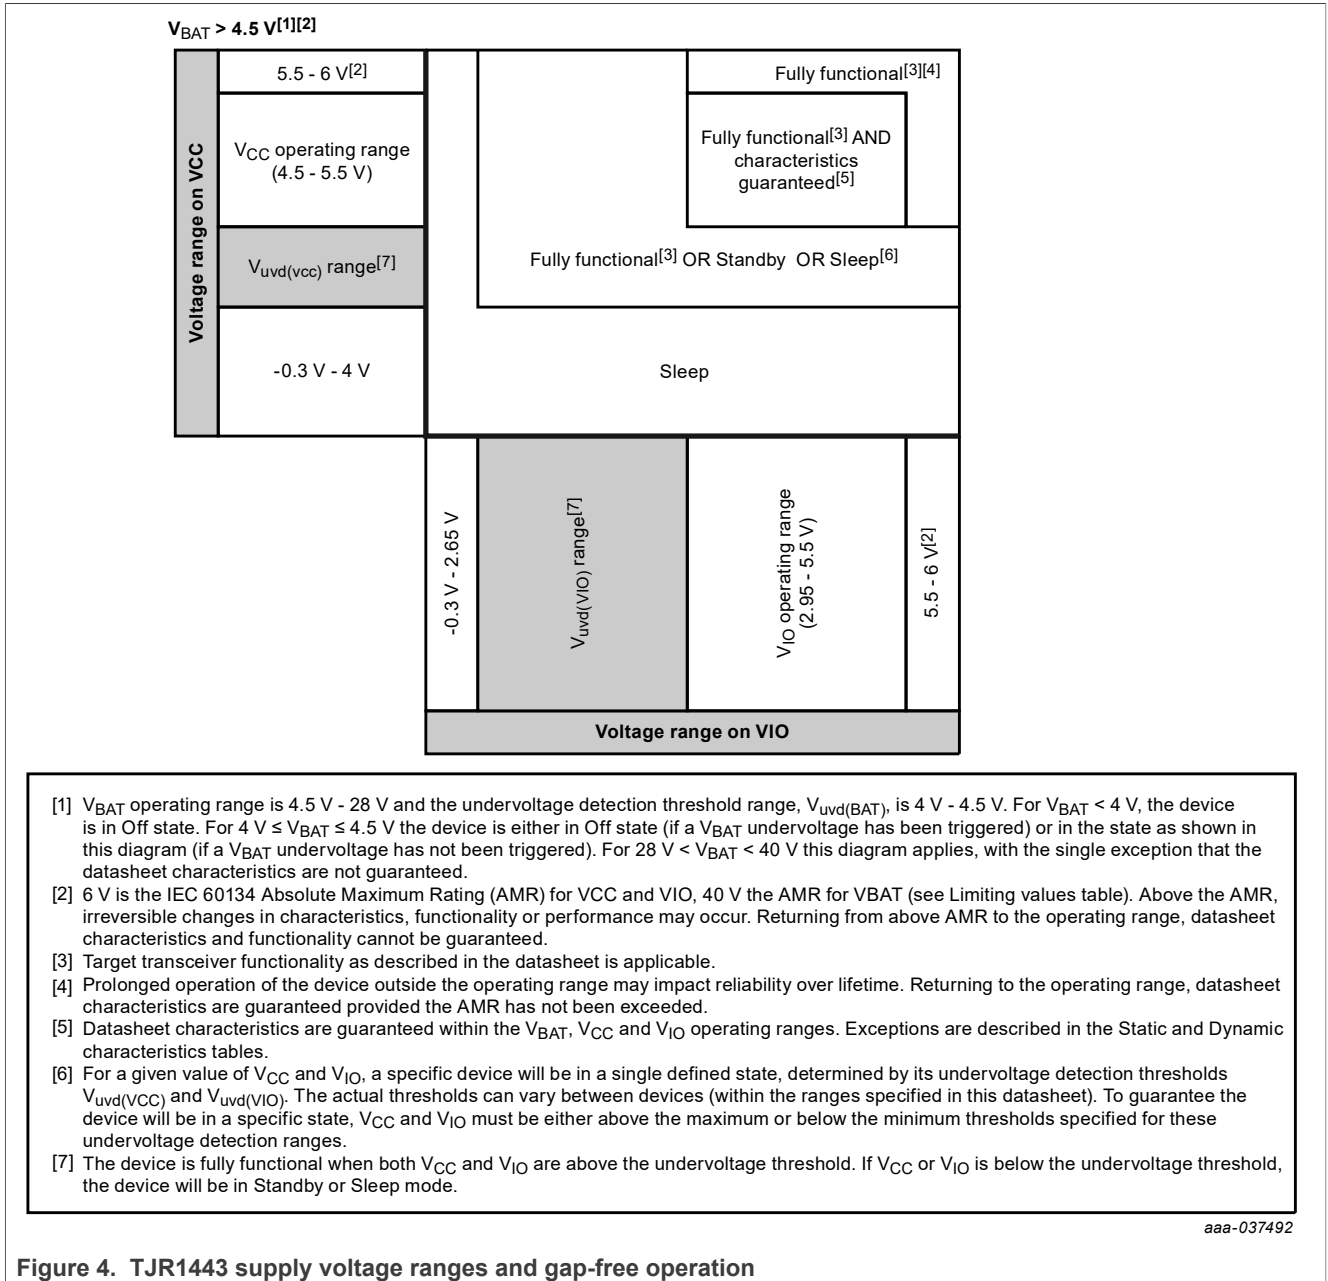 VBAT > 4.5 V[1][2]
Voltage range on VCC
5.5 - 6 V[2]
VCC operating range
(4.5 - 5.5 V)
Vuvd(vcc) range[7]
-0.3 V - 4 V
Fully functional[3][4]
Fully functional[3] AND
characteristics
guaranteed[5]
Fully functional[3] OR Standby OR Sleep[6]
Sleep
-0.3 V - 2.65 V
Vuvd(VIO) range[7]
VIO operating range
(2.95 - 5.5 V)
5.5 - 6 V[2]
Voltage range on VIO
[1] VBAT operating range is 4.5 V - 28 V and the undervoltage detection threshold range, Vuvd(BAT), is 4 V - 4.5 V. For VBAT < 4 V, the device
is in Off state. For 4 V ≤ VBAT ≤ 4.5 V the device is either in Off state (if a VBAT undervoltage has been triggered) or in the state as shown in
this diagram (if a VBAT undervoltage has not been triggered). For 28 V < VBAT < 40 V this diagram applies, with the single exception that the
datasheet characteristics are not guaranteed.
[2] 6 V is the IEC 60134 Absolute Maximum Rating (AMR) for VCC and VIO, 40 V the AMR for VBAT (see Limiting values table). Above the AMR,
irreversible changes in characteristics, functionality or performance may occur. Returning from above AMR to the operating range, datasheet
characteristics and functionality cannot be guaranteed.
[3] Target transceiver functionality as described in the datasheet is applicable.
[4] Prolonged operation of the device outside the operating range may impact reliability over lifetime. Returning to the operating range, datasheet
characteristics are guaranteed provided the AMR has not been exceeded.
[5] Datasheet characteristics are guaranteed within the VBAT, VCC and VIO operating ranges. Exceptions are described in the Static and Dynamic
characteristics tables.
[6] For a given value of VCC and VIO, a specific device will be in a single defined state, determined by its undervoltage detection thresholds
Vuvd(VCC) and Vuvd(VIO). The actual thresholds can vary between devices (within the ranges specified in this datasheet). To guarantee the
device will be in a specific state, VCC and VIO must be either above the maximum or below the minimum thresholds specified for these
undervoltage detection ranges.
[7] The device is fully functional when both VCC and VIO are above the undervoltage threshold. If VCC or VIO is below the undervoltage threshold,
the device will be in Standby or Sleep mode.
aaa-037492
Figure 4. TJR1443 supply voltage ranges and gap-free operation